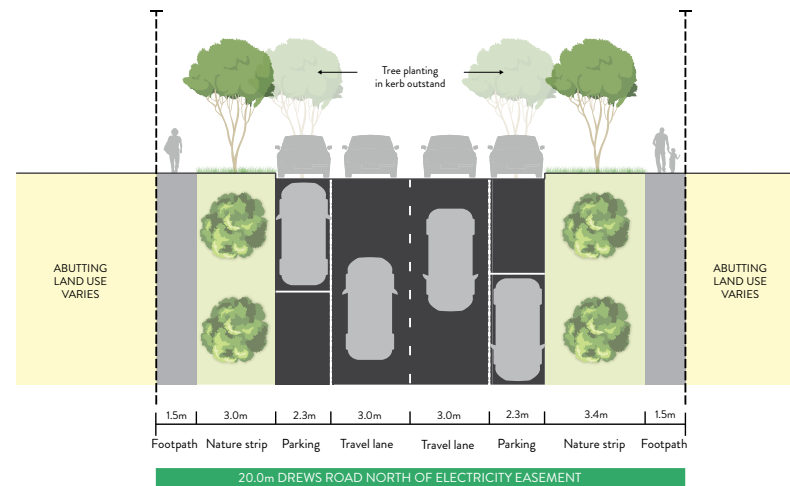 Tree planting
in kerb outstand
ABUTTING
LAND USE
VARIES
ABUTTING
LAND USE
VARIES
1.5m 3.0m 2.3m 3.0m 3.0m 2.3m 3.4m 1.5m
Footpath Nature strip Parking Travel lane Travel lane Parking Nature strip Footpath
20.0m DREWS ROAD NORTH OF ELECTRICITY EASEMENT